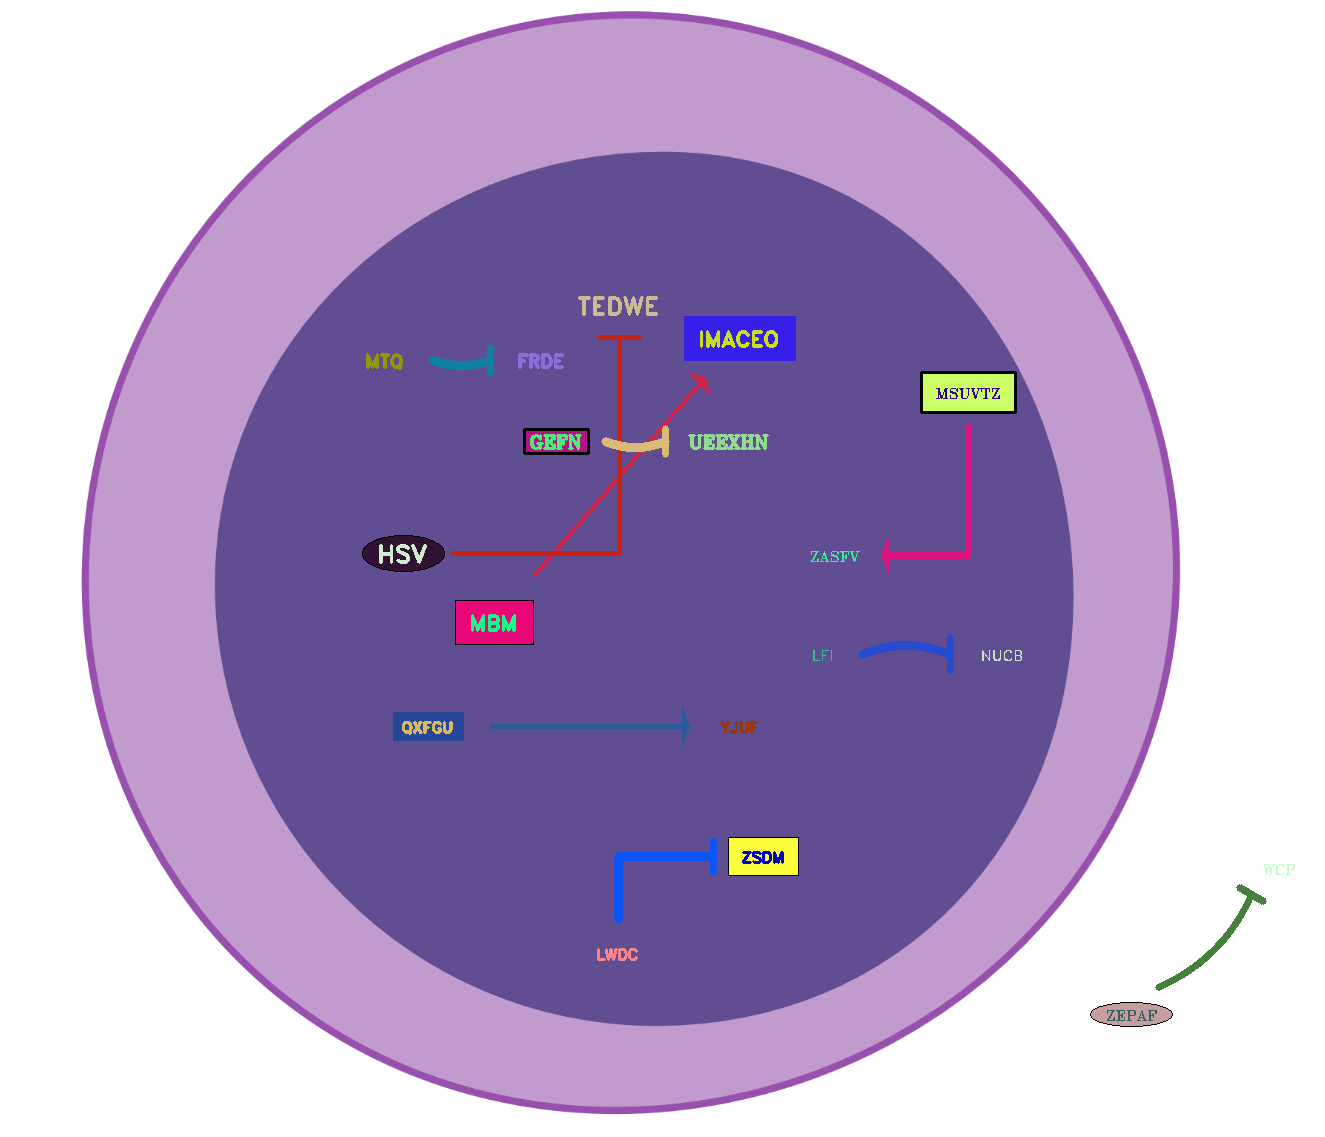 TEDWE
IMACEO
MTQ
FRDE
MSUVTZ
GEFN
UEEXHN
HSV
ZASFV
MBM
LFI
NUCB
QXFGU
YJUF
ZSDM
WCP
LWDC
ZEPAF